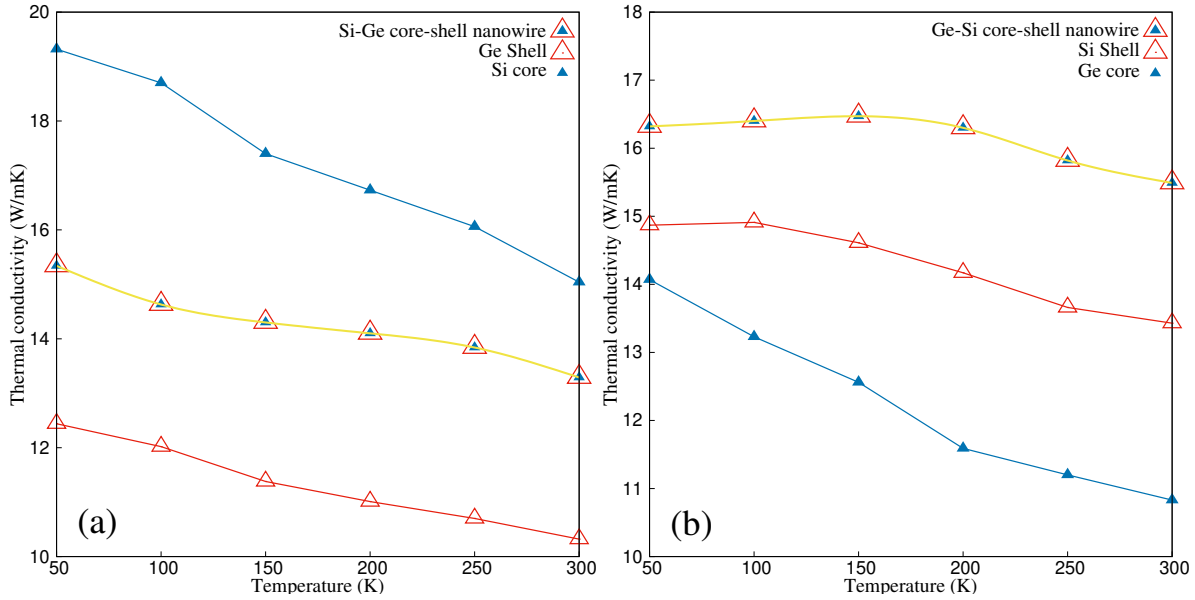 20
18
16
14
12
10
Thermal conductivity (W/mK)
Si-Ge core-shell nanowire
Ge Shell
Si core
(a)
50
100
150
200
250
300
Temperature (K)
18
17
16
15
14
13
12
11
10
Thermal conductivity (W/mK)
Ge-Si core-shell nanowire
Si Shell
Ge core
(b)
50
100
150
200
250
300
Temperature (K)